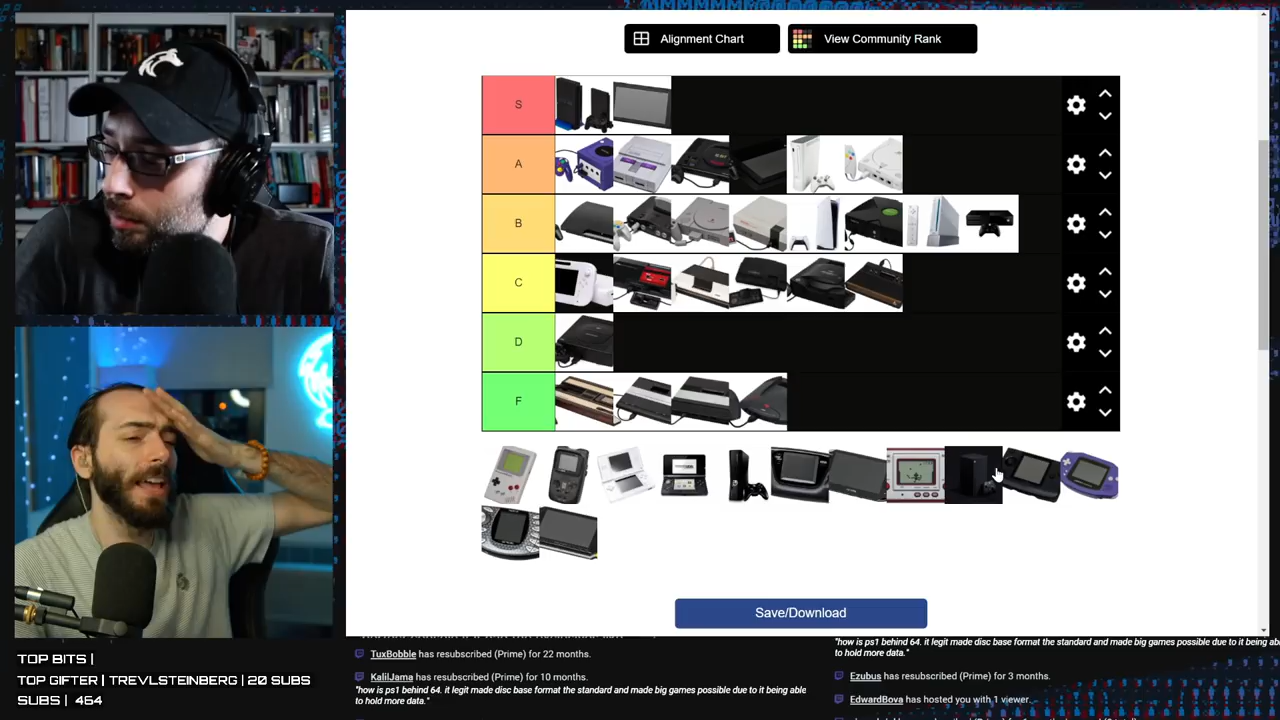 Alignment Chart
View Community Rank
S
A
B
C
D
F
Save/Download
TuxBobble has resubscribed (Prime) for 22 months.
KalilJama has resubscribed (Prime) for 10 months.
"how is ps1 behind 64. it legit made disc base format the standard and made big games possible due to it being able
to hold more data."
"how is ps1 behind 64. it legit made disc base format the standard and made big games possible due to it being able
to hold more data."
Ezubus has resubscribed (Prime) for 3 months.
EdwardBova has hosted you with 1 viewer.
TOP BITS |
TOP GIFTER | TREVLSTEINBERG | 20 SUBS
SUBS | 464